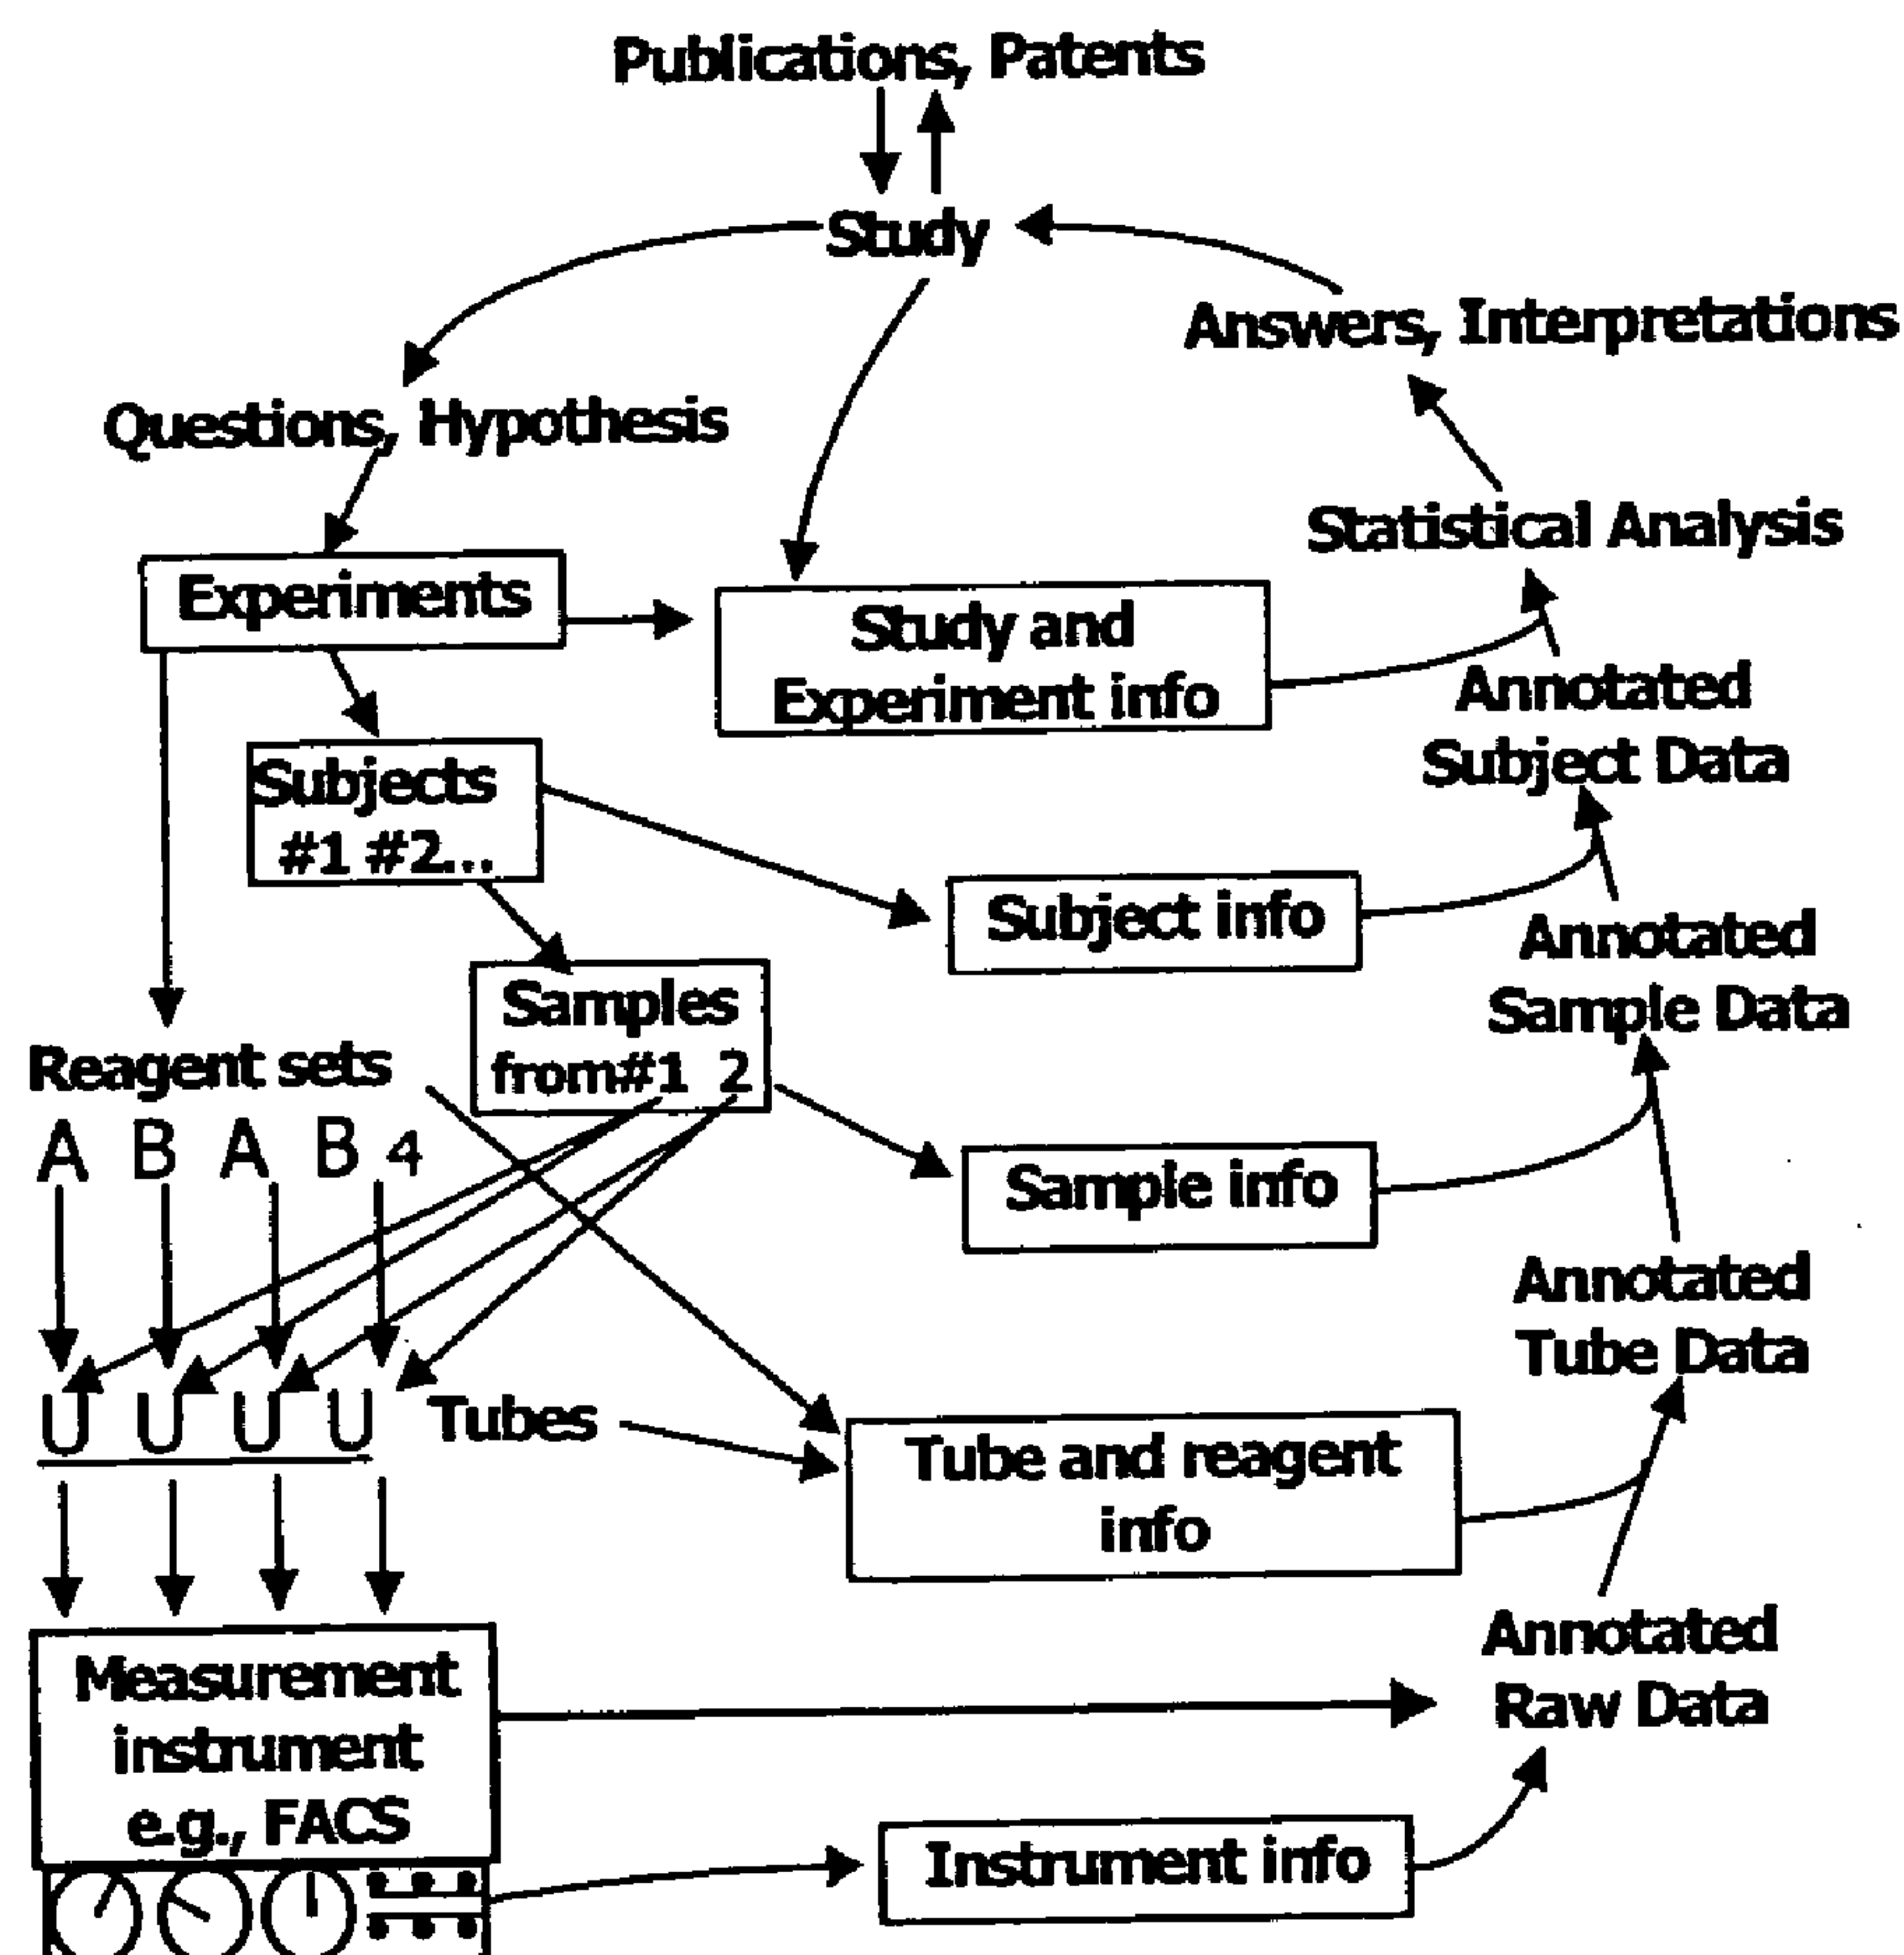 Publications, Patents
Study
Answers, Interpretations
Questions, Hypothesis
Statistical Analysis
Experiments
Study and
Experiment info
Annotated
Subject Data
Subjects
#1 #2...
Subject info
Annotated
Sample Data
Samples
from#1 2
Reagent sets
A B A B 4
Sample info
Annotated
Tube Data
U U U U Tubes
Tube and reagent
info
Annotated
Raw Data
Measurement
instrument
e.g., FACS
Instrument info